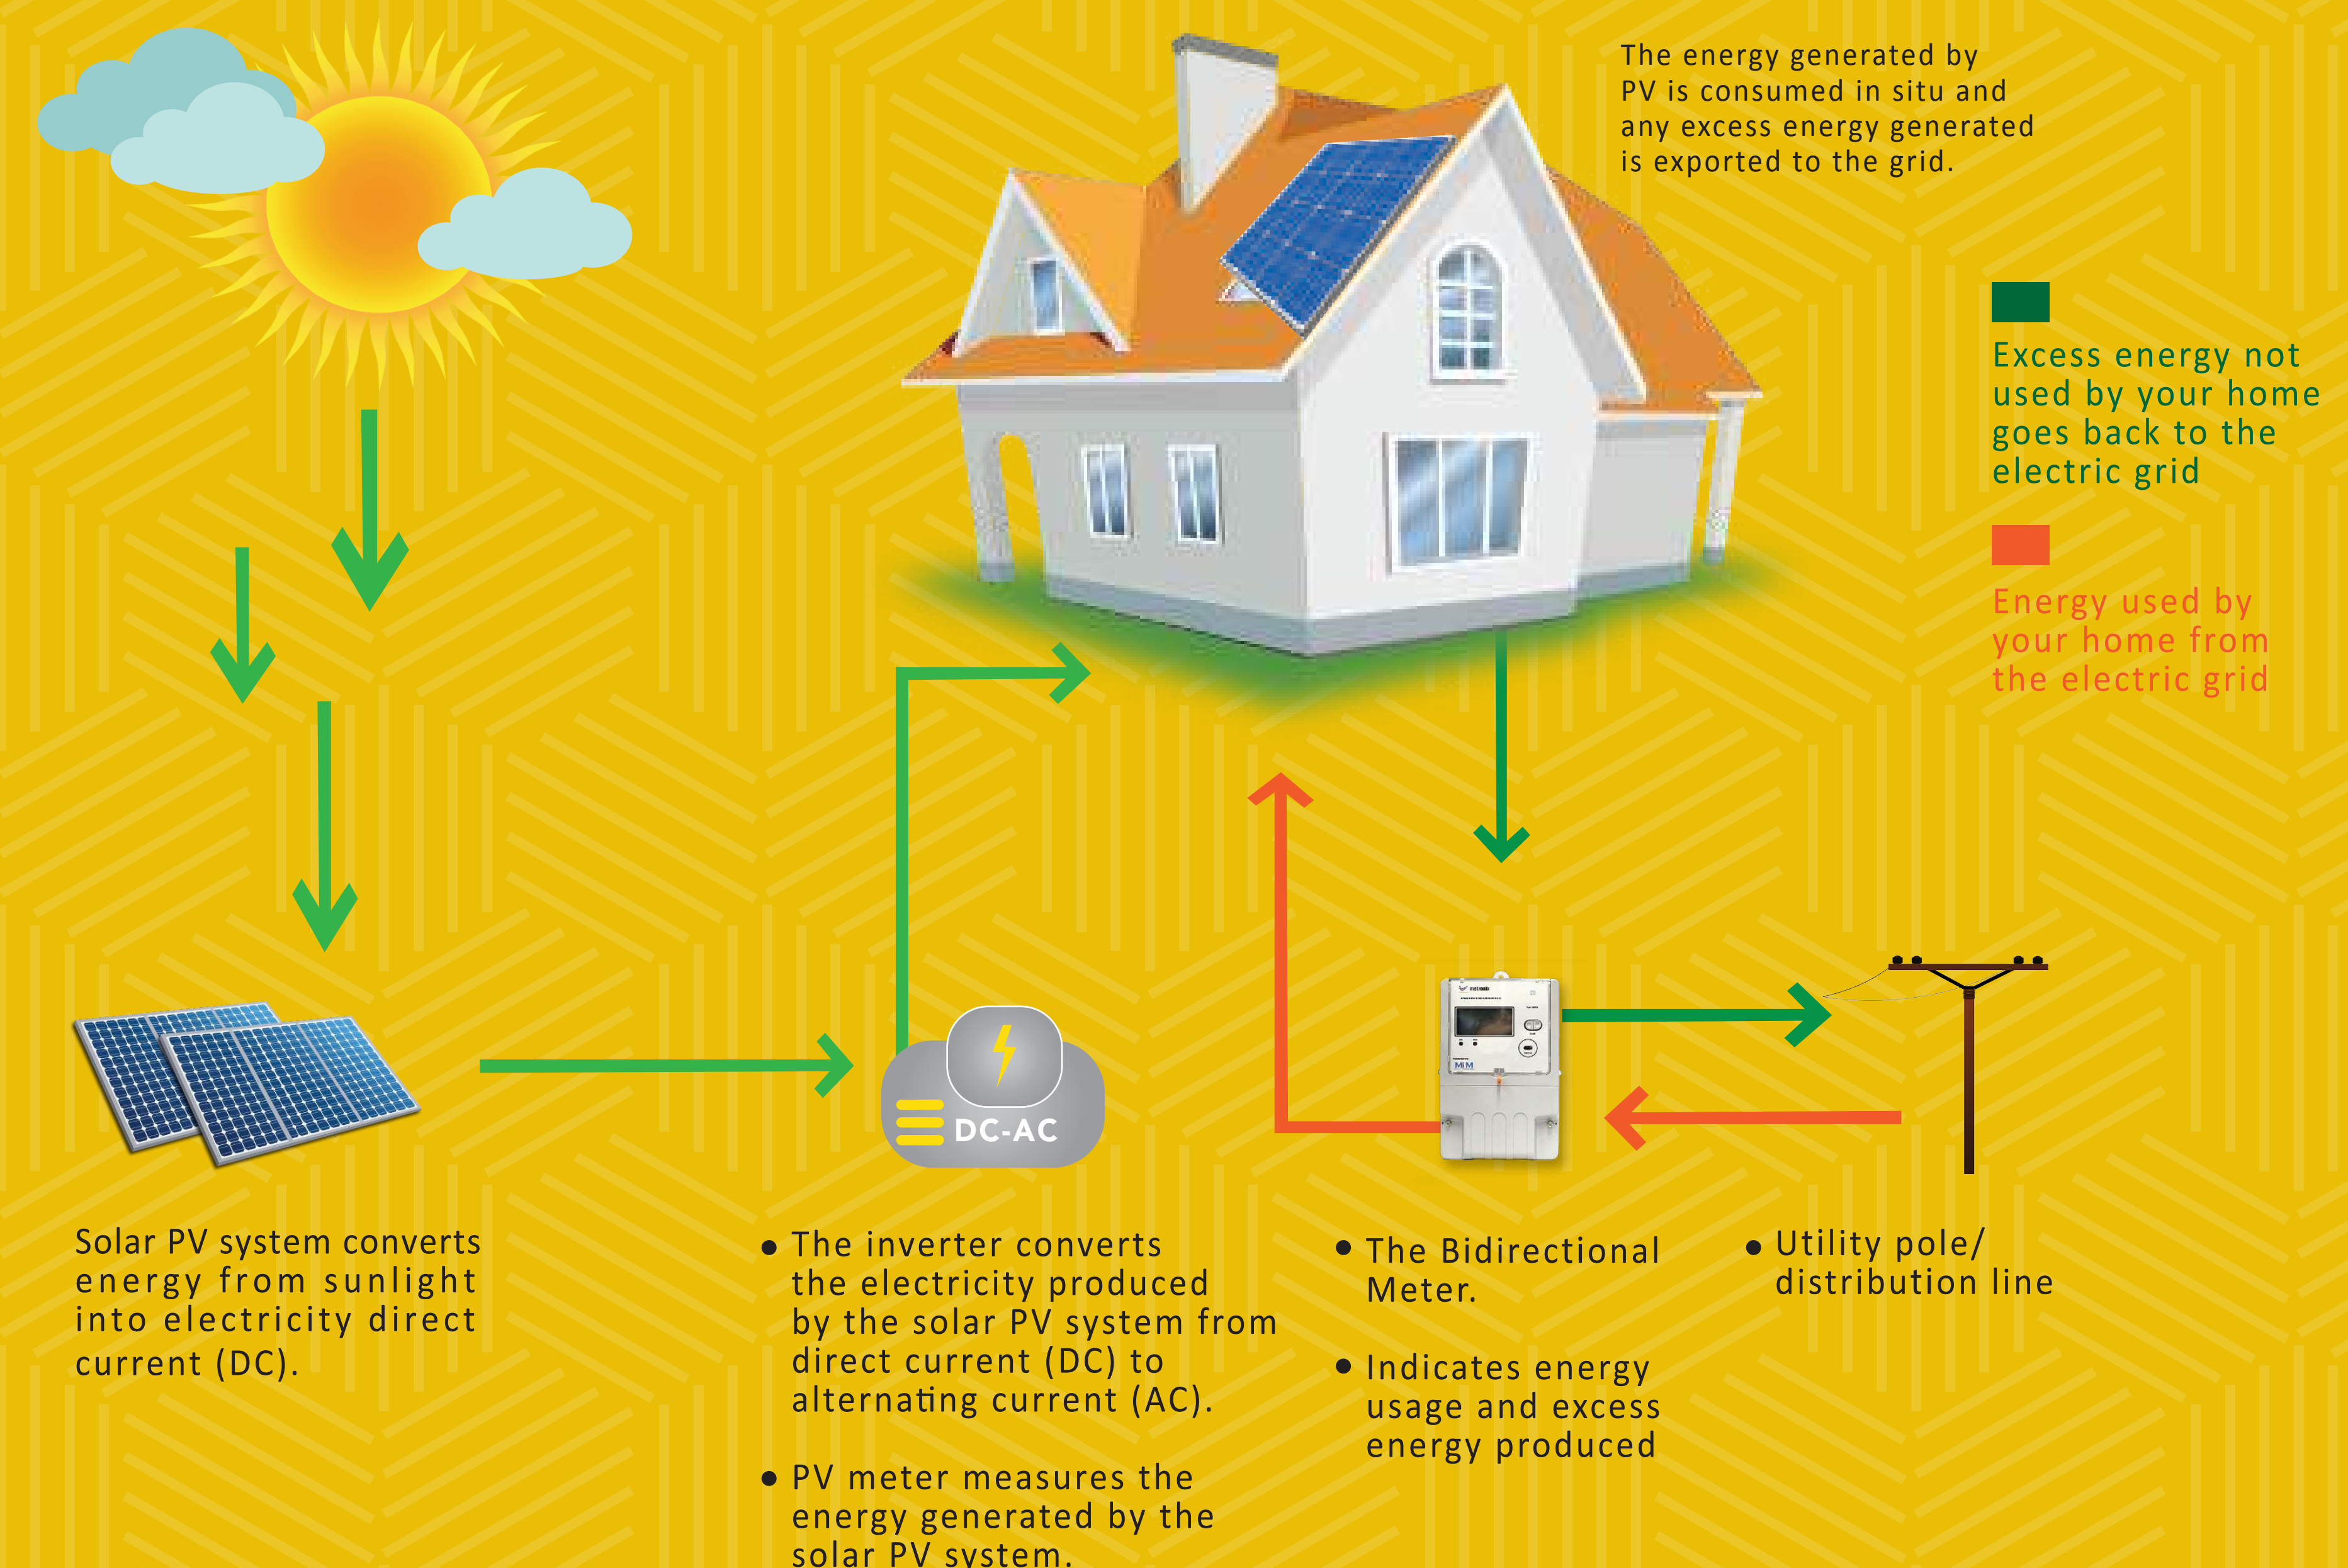 The energy generated by
PV is consumed in situ and
any excess energy generated
is exported to the grid.
Excess energy not
used by your home
goes back to the
electric grid
Energy used by
your home from
the electric grid
DC-AC
MiM
Solar PV system converts
energy from sunlight
into electricity direct
current (DC).
● The inverter converts
the electricity produced
by the solar PV system from
direct current (DC) to
alternating current (AC).
● PV meter measures the
energy generated by the
solar PV system.
● The Bidirectional
Meter.
● Indicates energy
usage and excess
energy produced
● Utility pole/
distribution line